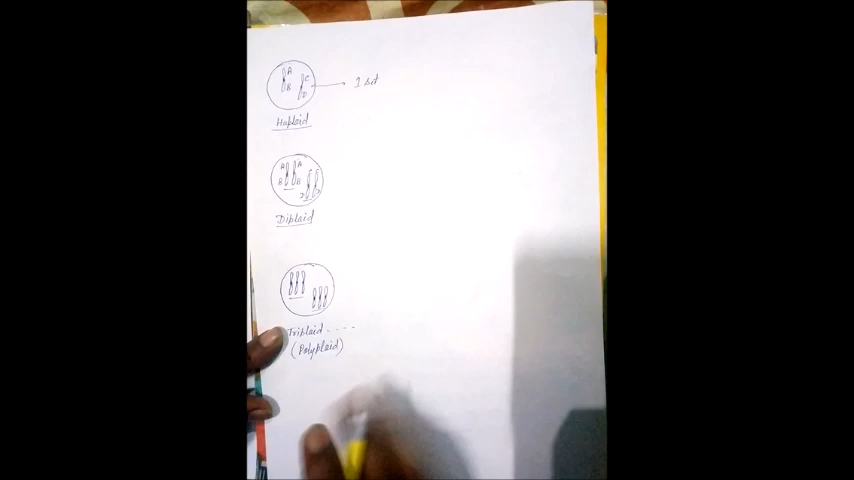 A
C
B
D
1 set
Haploid
A A
B B
Diploid
Triploid ----
(Polyploid)